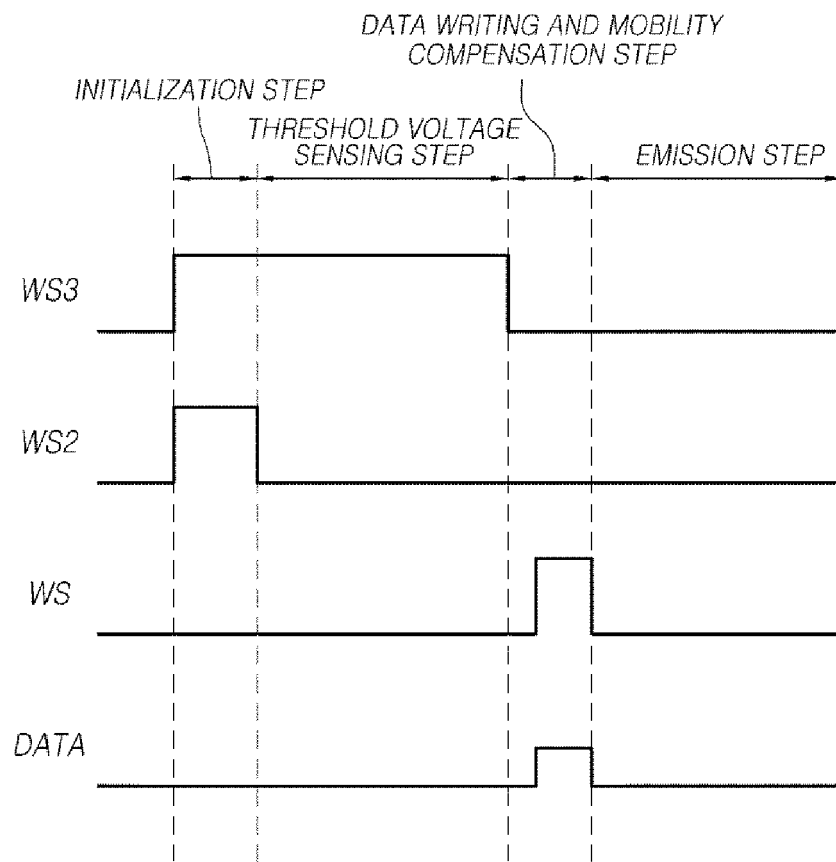 DATA WRITING AND MOBILITY
COMPENSATION STEP
INITIALIZATION STEP
THRESHOLD VOLTAGE
SENSING STEP
EMISSION STEP
WS3
WS2
WS
DATA